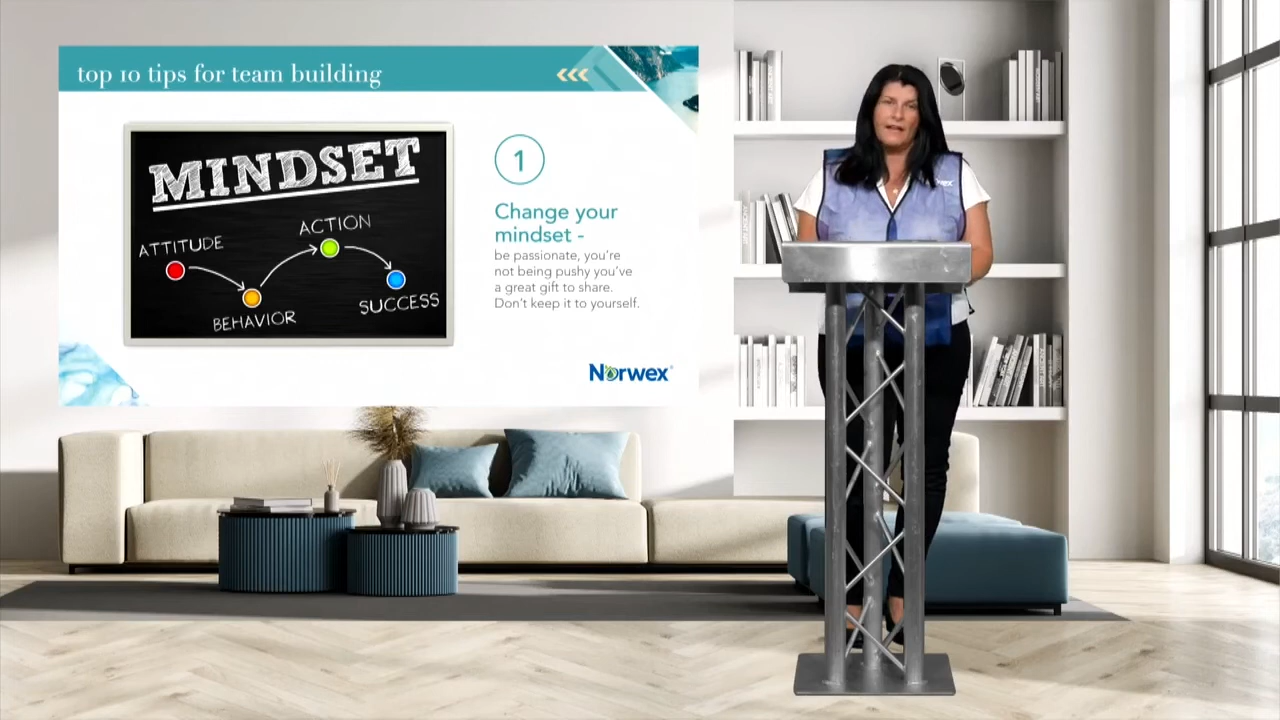 top 10 tips for team building
MINDSET
ATTITUDE
ACTION
BEHAVIOR
SUCCESS
1
Change your
mindset -
be passionate, you're
not being pushy you've
a great gift to share.
Don't keep it to yourself.
Norwex